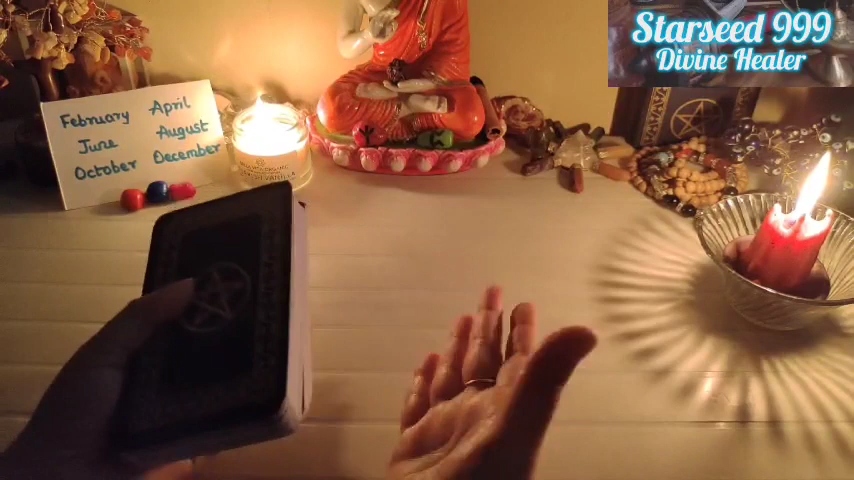 Starseed 999
Divine Healer
February April
June August
October December